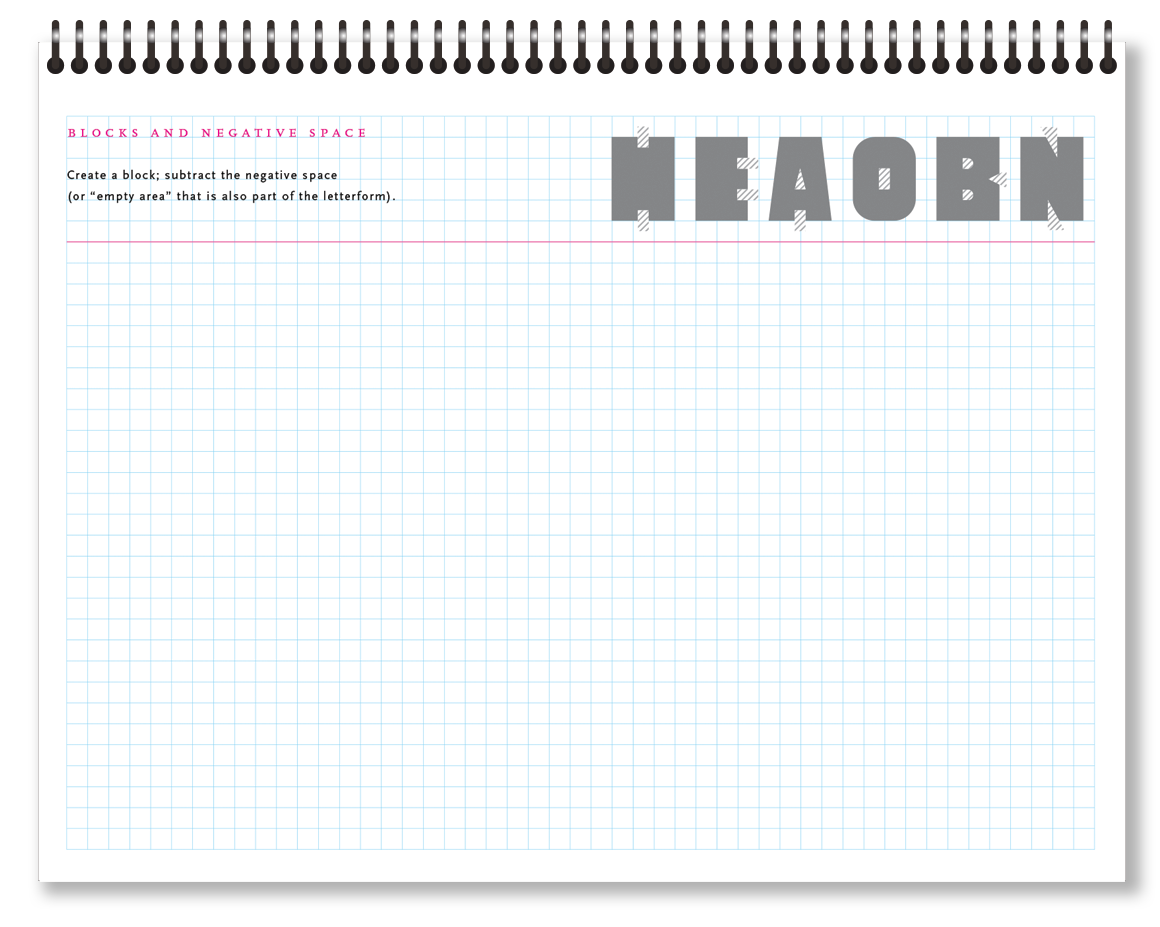 BLOCKS AND NEGATIVE SPACE
HEAOBN
Create a block; subtract the negative space
(or “empty area” that is also part of the letterform).